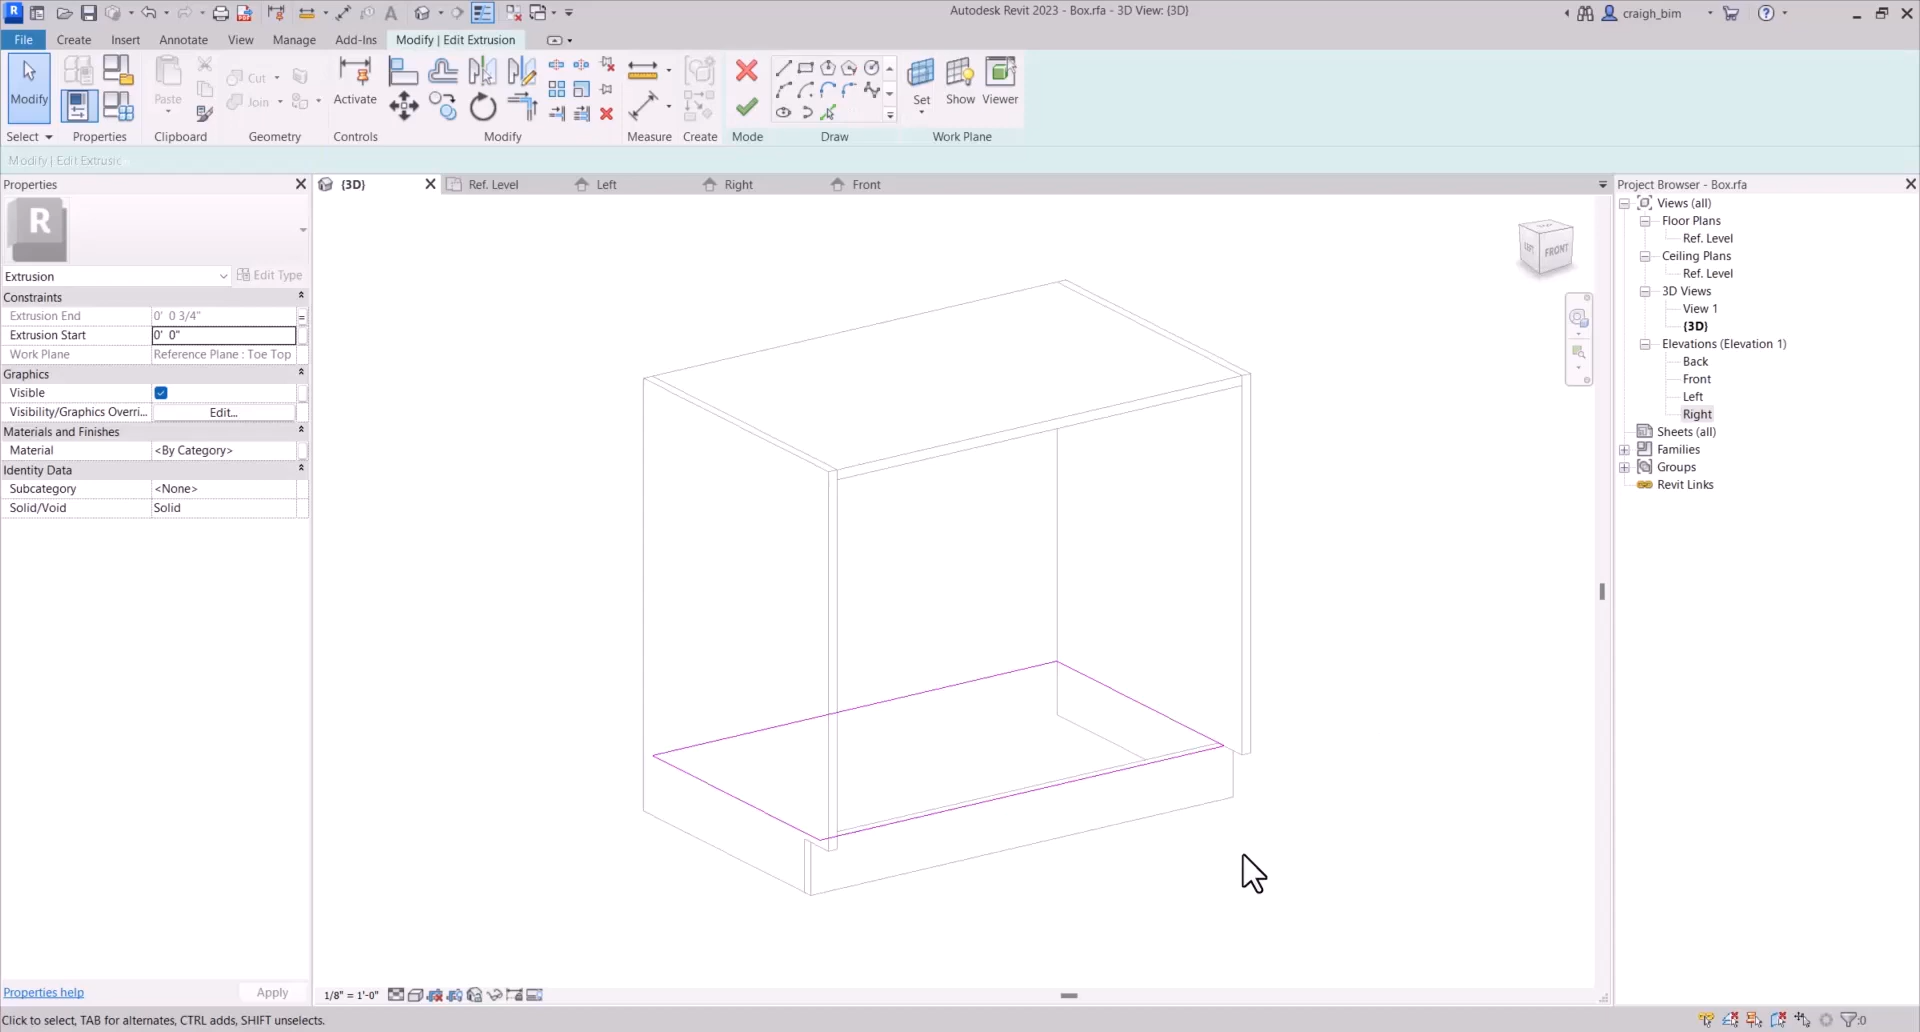 Autodesk Revit 2023 - Box.rfa - 3D View: {3D}
craigh_bim
File Create Insert Annotate View Manage Add-Ins Modify | Edit Extrusion
Modify Paste Cut Join Activate Set Show Viewer
Select Properties Clipboard Geometry Controls Modify Measure Create Mode Draw Work Plane
Modify | Edit Extrusic
Properties
{3D} Ref. Level Left Right Front
Project Browser - Box.rfa
R
Extrusion Edit Type
Constraints
Extrusion End 0' 0 3/4"
Extrusion Start 0' 0"
Work Plane Reference Plane : Toe Top
Graphics
Visible
Visibility/Graphics Overri... Edit...
Materials and Finishes
Material <By Category>
Identity Data
Subcategory <None>
Solid/Void Solid
Properties help Apply
FRONT
Views (all)
Floor Plans
Ref. Level
Ceiling Plans
Ref. Level
3D Views
View 1
{3D}
Elevations (Elevation 1)
Back
Front
Left
Right
Sheets (all)
Families
Groups
Revit Links
1/8" = 1'-0"
Click to select, TAB for alternates, CTRL adds, SHIFT unselects.
:0